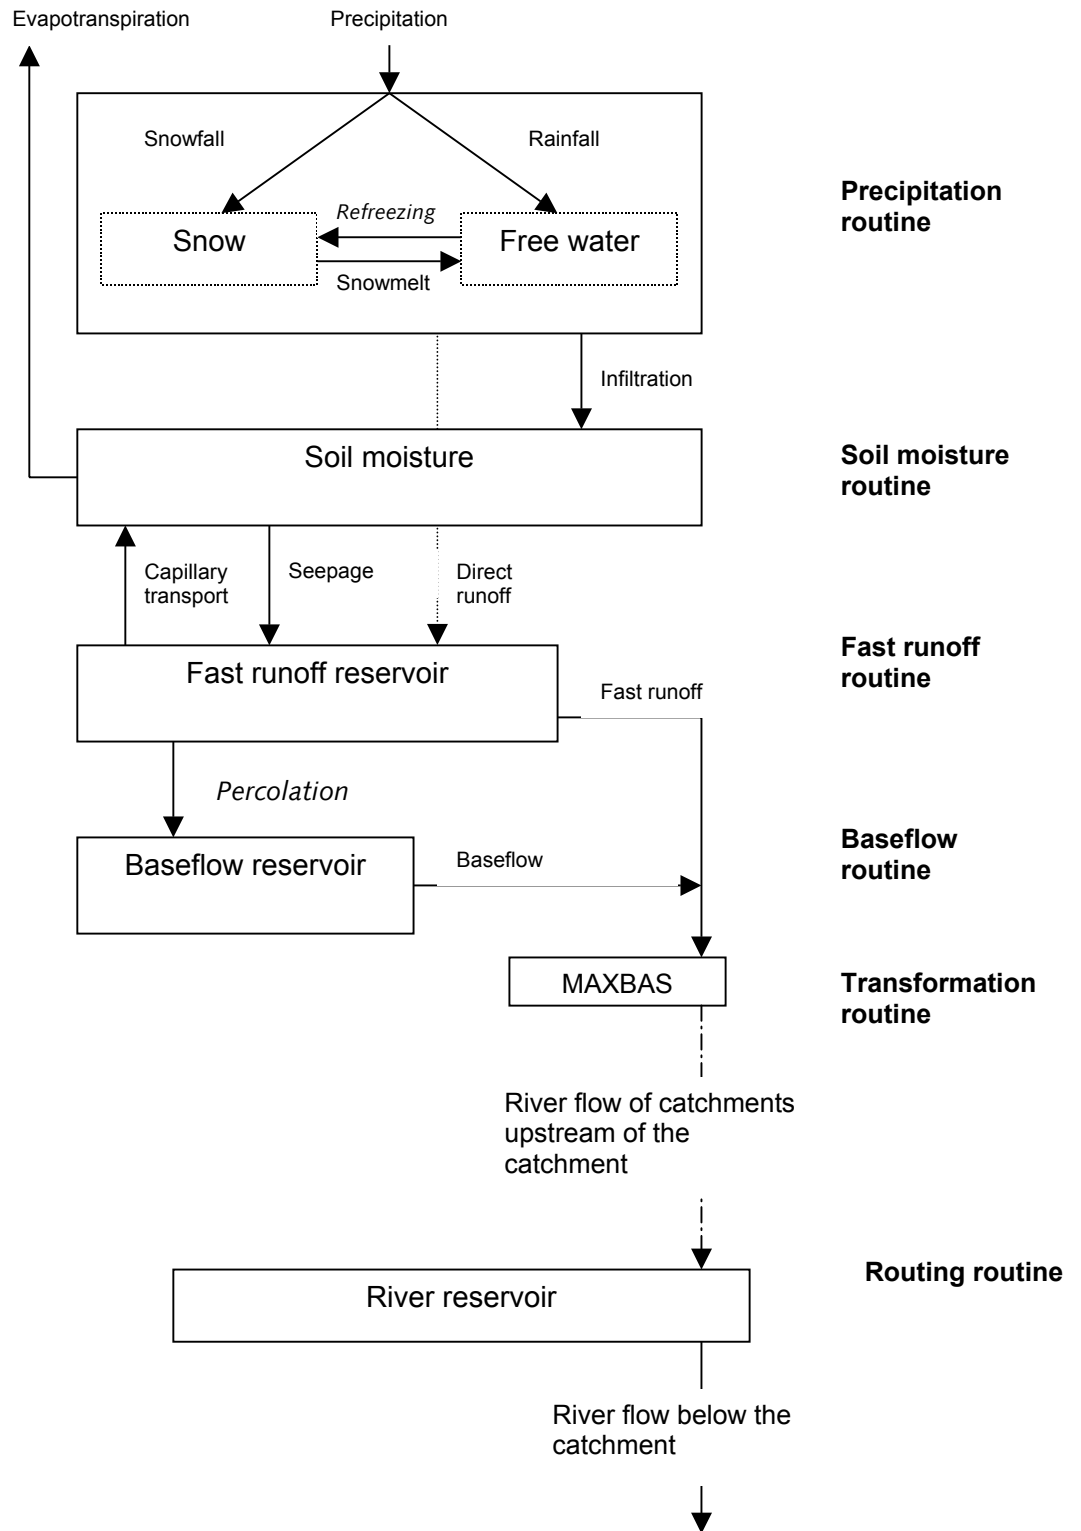 Evapotranspiration
Precipitation
Snowfall
Rainfall
Precipitation
routine
Refreezing
Snow
Free water
Snowmelt
Infiltration
Soil moisture
Soil moisture
routine
Capillary
transport
Seepage
Direct
runoff
Fast runoff reservoir
Fast runoff
Fast runoff
routine
Percolation
Baseflow reservoir
Baseflow
Baseflow
routine
MAXBAS
Transformation
routine
River flow of catchments
upstream of the
catchment
Routing routine
River reservoir
River flow below the
catchment